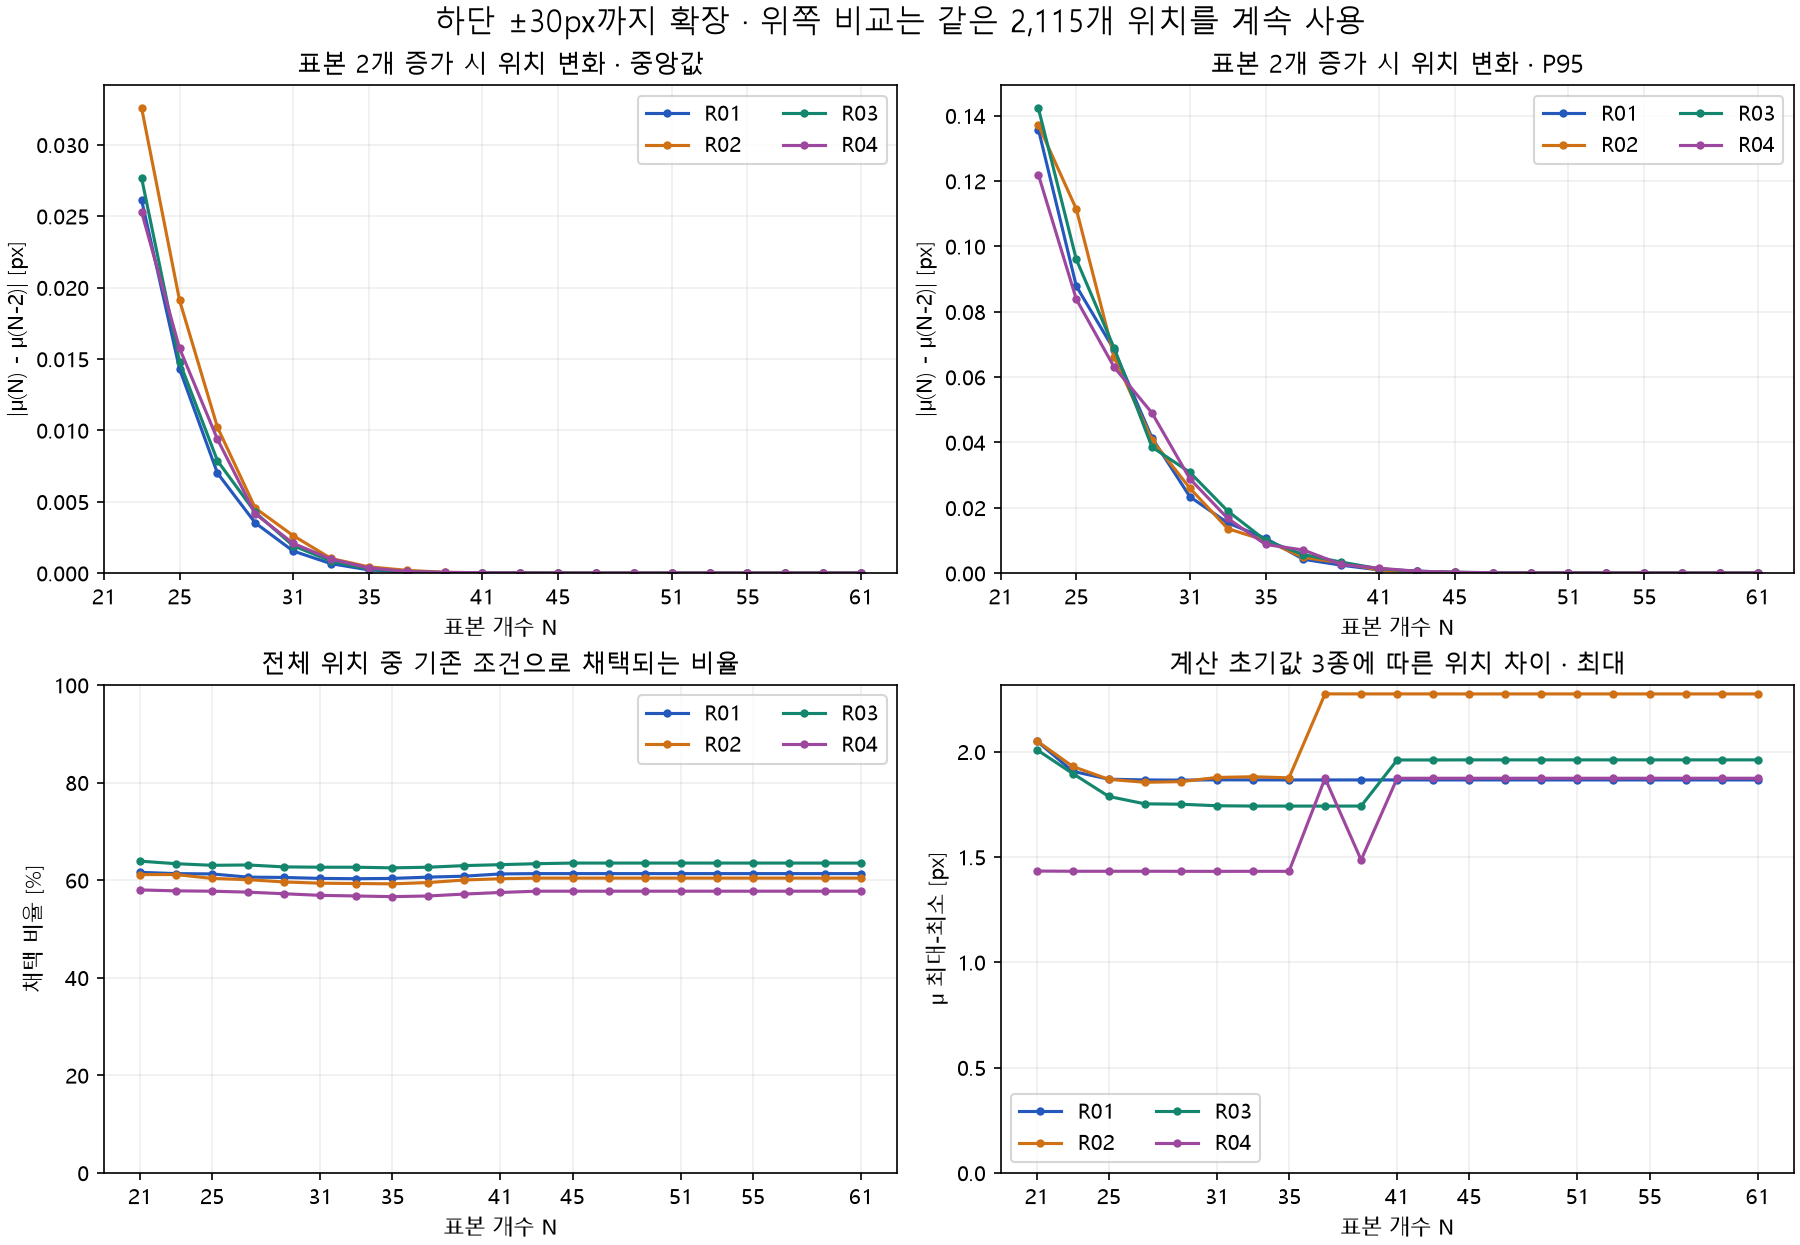 하단 ±30px까지 확장 · 위쪽 비교는 같은 2,115개 위치를 계속 사용
표본 2개 증가 시 위치 변화 · 중앙값
|μ(N) - μ(N-2)| [px]
0.030
0.025
0.020
0.015
0.010
0.005
0.000
R01 R03
R02 R04
21 25 31 35 41 45 51 55 61
표본 개수 N
표본 2개 증가 시 위치 변화 · P95
|μ(N) - μ(N-2)| [px]
0.14
0.12
0.10
0.08
0.06
0.04
0.02
0.00
R01 R03
R02 R04
21 25 31 35 41 45 51 55 61
표본 개수 N
전체 위치 중 기존 조건으로 채택되는 비율
채택 비율 [%]
100
80
60
40
20
0
R01 R03
R02 R04
21 25 31 35 41 45 51 55 61
표본 개수 N
계산 초기값 3종에 따른 위치 차이 · 최대
μ 최대-최소 [px]
2.0
1.5
1.0
0.5
0.0
R01 R03
R02 R04
21 25 31 35 41 45 51 55 61
표본 개수 N